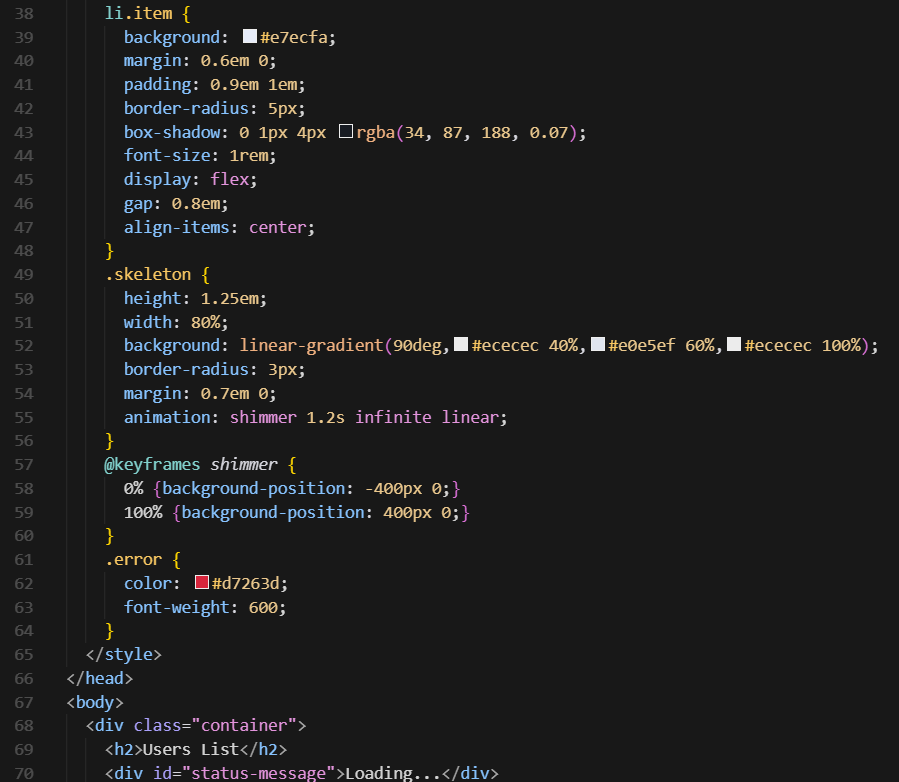 38 li.item {
39 background: #e7ecfa;
40 margin: 0.6em 0;
41 padding: 0.9em 1em;
42 border-radius: 5px;
43 box-shadow: 0 1px 4px rgba(34, 87, 188, 0.07);
44 font-size: 1rem;
45 display: flex;
46 gap: 0.8em;
47 align-items: center;
48 }
49 .skeleton {
50 height: 1.25em;
51 width: 80%;
52 background: linear-gradient(90deg, #ececec 40%, #e0e5ef 60%, #ececec 100%);
53 border-radius: 3px;
54 margin: 0.7em 0;
55 animation: shimmer 1.2s infinite linear;
56 }
57 @keyframes shimmer {
58 0% {background-position: -400px 0;}
59 100% {background-position: 400px 0;}
60 }
61 .error {
62 color: #d7263d;
63 font-weight: 600;
64 }
65 </style>
66 </head>
67 <body>
68 <div class="container">
69 <h2>Users List</h2>
70 <div id="status-message">Loading...</div>